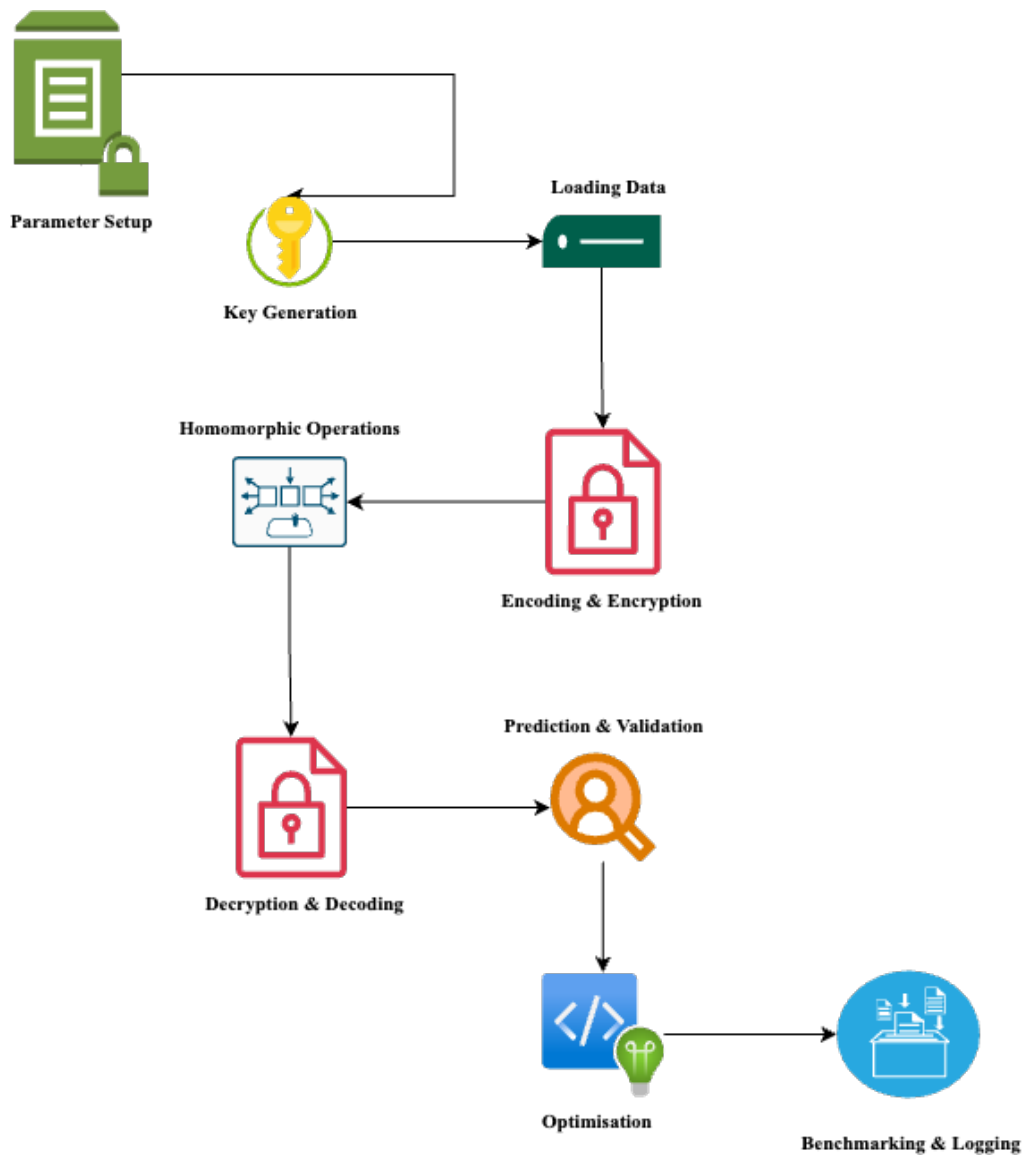 Parameter Setup
Loading Data
Key Generation
Homomorphic Operations
Encoding & Encryption
Prediction & Validation
Decryption & Decoding
Optimisation
Benchmarking & Logging